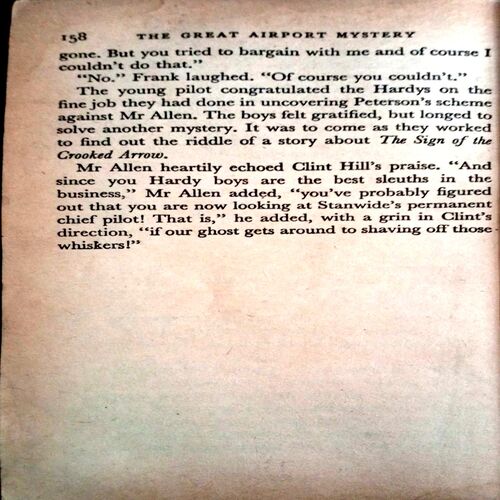 158 THE GREAT AIRPORT MYSTERY
gone. But you tried to bargain with me and of course I
couldn't do that."
"No." Frank laughed. "Of course you couldn't."
The young pilot congratulated the Hardys on the
fine job they had done in uncovering Peterson's scheme
against Mr Allen. The boys felt gratified, but longed to
solve another mystery. It was to come as they worked
to find out the riddle of a story about The Sign of the
Crooked Arrow.
Mr Allen heartily echoed Clint Hill's praise. "And
since you Hardy boys are the best sleuths in the
business," Mr Allen added, "you've probably figured
out that you are now looking at Stanwide's permanent
chief pilot! That is," he added, with a grin in Clint's
direction, "if our ghost gets around to shaving off those
whiskers!"